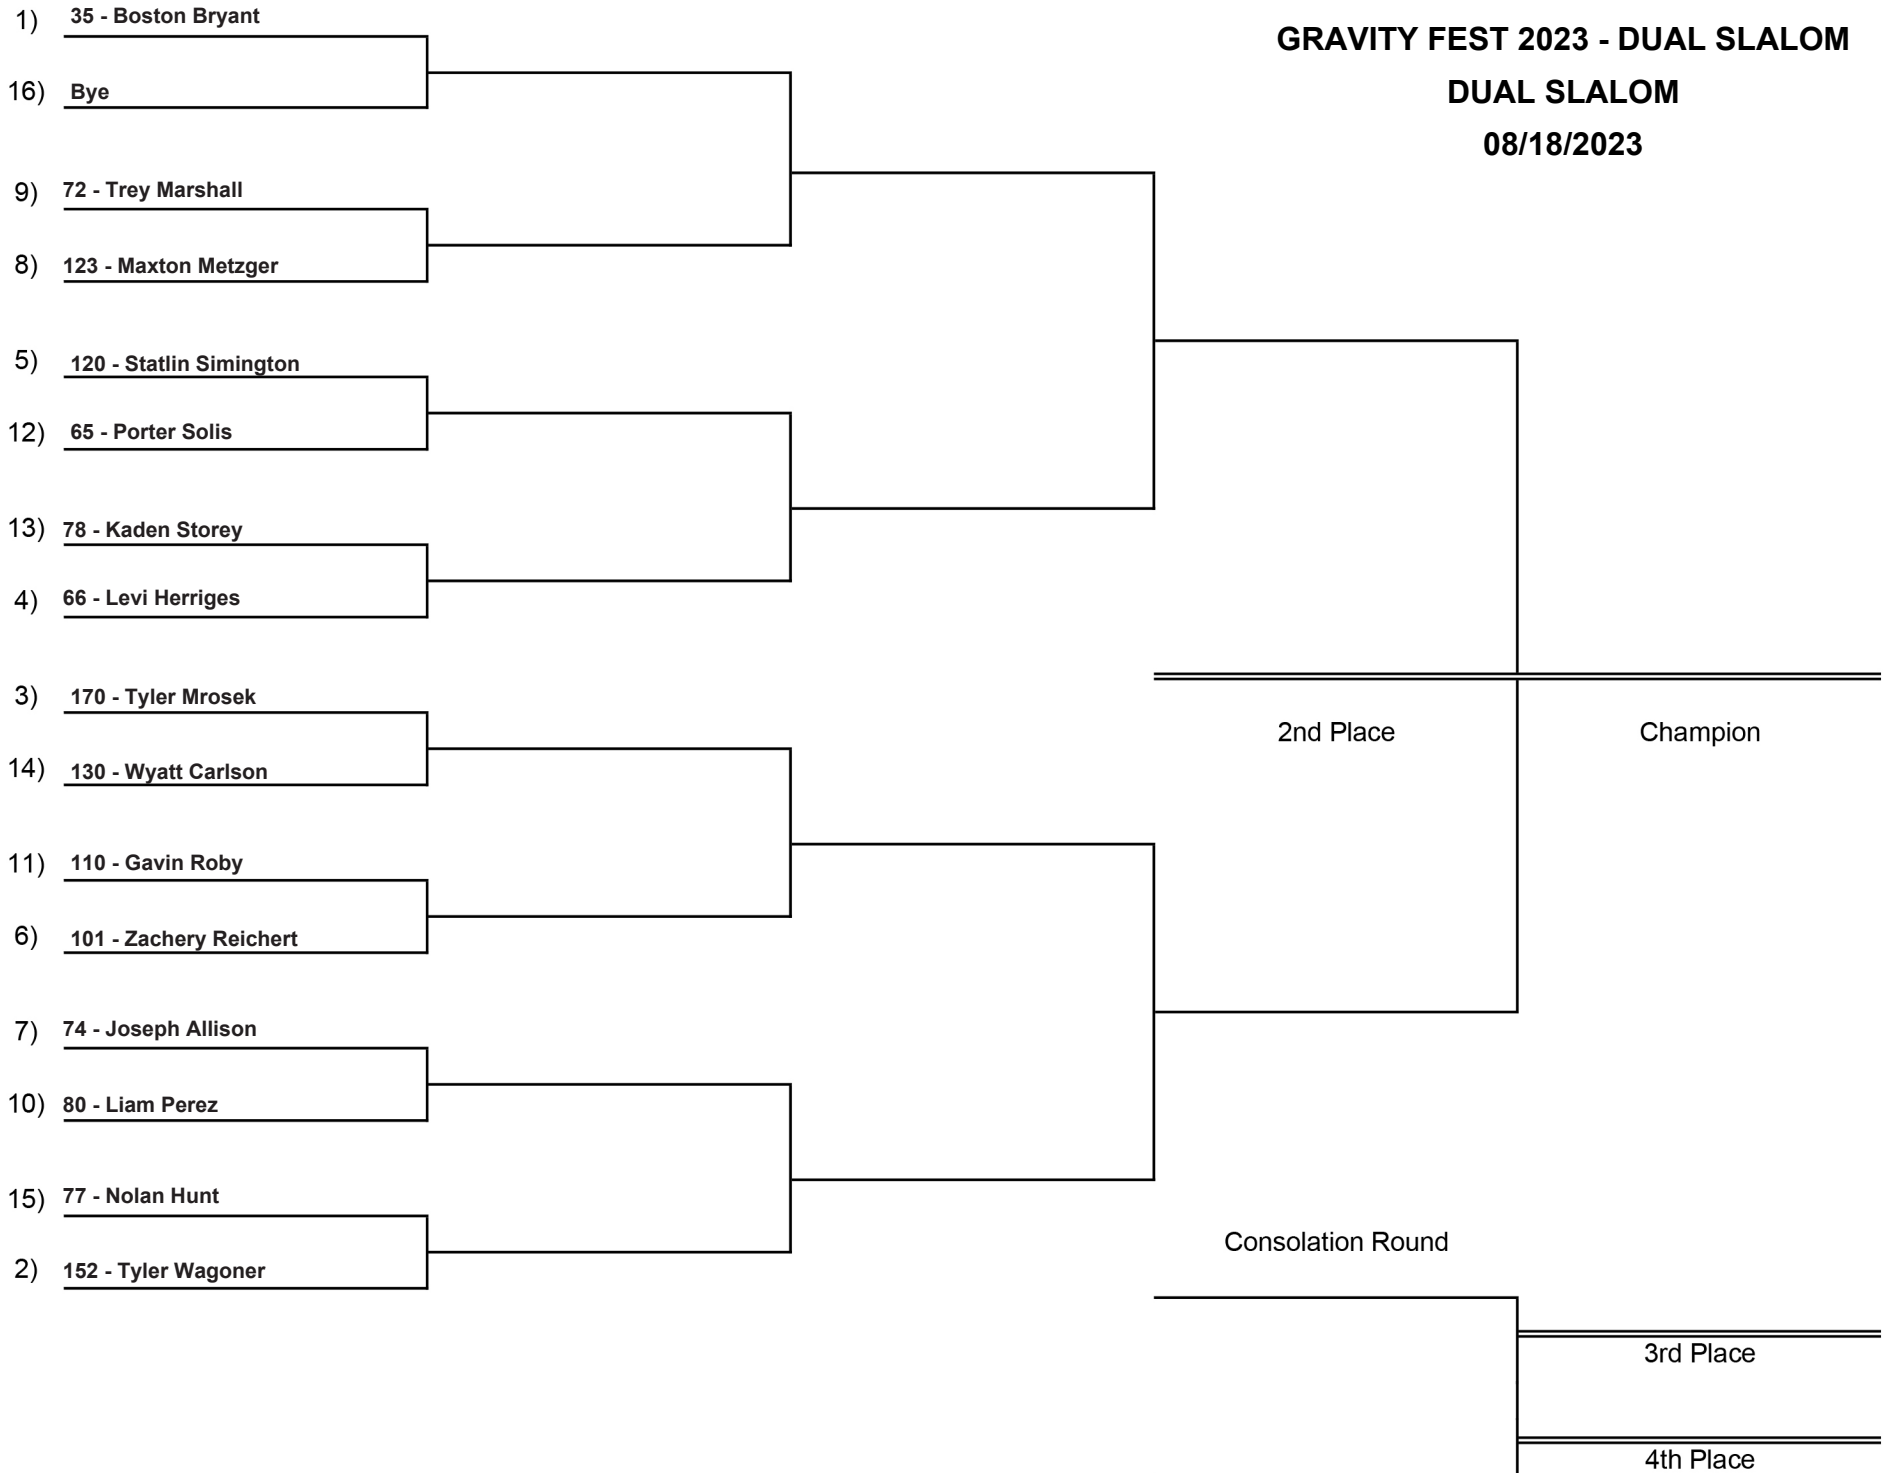 GRAVITY FEST 2023 - DUAL SLALOM
DUAL SLALOM
08/18/2023
1) 35 - Boston Bryant
16) Bye
9) 72 - Trey Marshall
8) 123 - Maxton Metzger
5) 120 - Statlin Simington
12) 65 - Porter Solis
13) 78 - Kaden Storey
4) 66 - Levi Herriges
3) 170 - Tyler Mrosek
14) 130 - Wyatt Carlson
11) 110 - Gavin Roby
6) 101 - Zachery Reichert
7) 74 - Joseph Allison
10) 80 - Liam Perez
15) 77 - Nolan Hunt
2) 152 - Tyler Wagoner
2nd Place
Champion
Consolation Round
3rd Place
4th Place